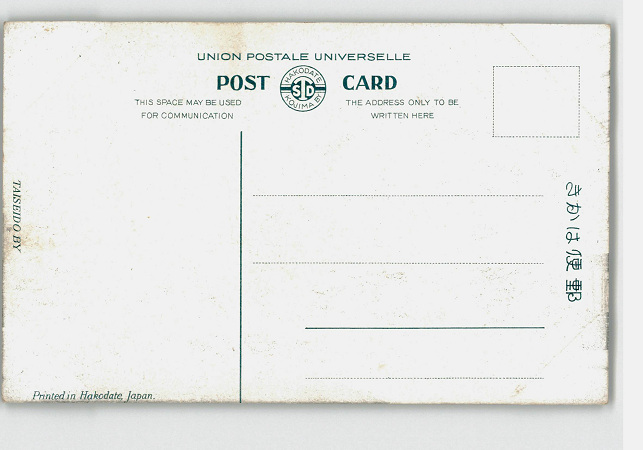 UNION POSTALE UNIVERSELLE
POST CARD
HAKODATE
STD
KOJIMA BY
THIS SPACE MAY BE USED
FOR COMMUNICATION
THE ADDRESS ONLY TO BE
WRITTEN HERE
きかは便郵
TAISEIDO BY
Printed in Hakodate, Japan.